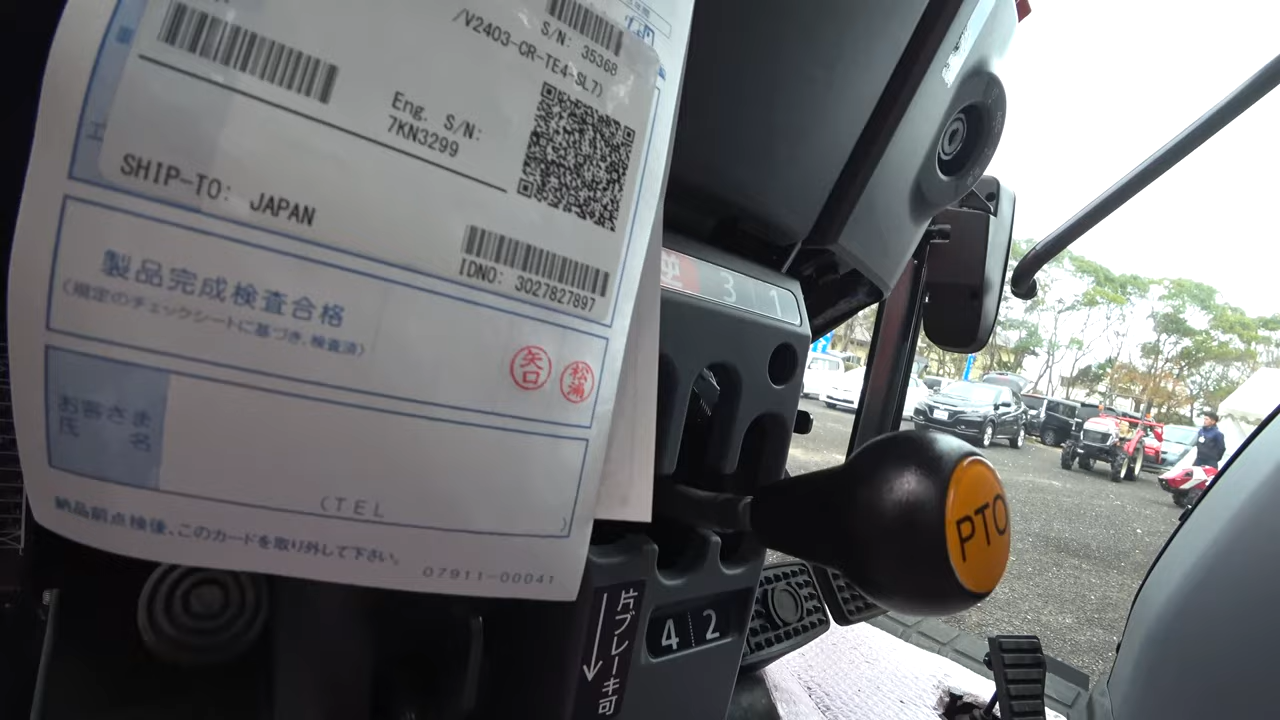 S/N: 35368
/V2403-CR-TE4-SL7)
Eng. S/N:
7KN3299
SHIP-TO: JAPAN
IDNO: 3027827897
製品完成検査合格
(規定のチェックシートに基づき、検査済)
矢口
お客さま
氏 名
(TEL )
納品前点検後、このカードを取り外して下さい。
07911-00041
逆 3 1
PTO
4 2
片ブレーキ可